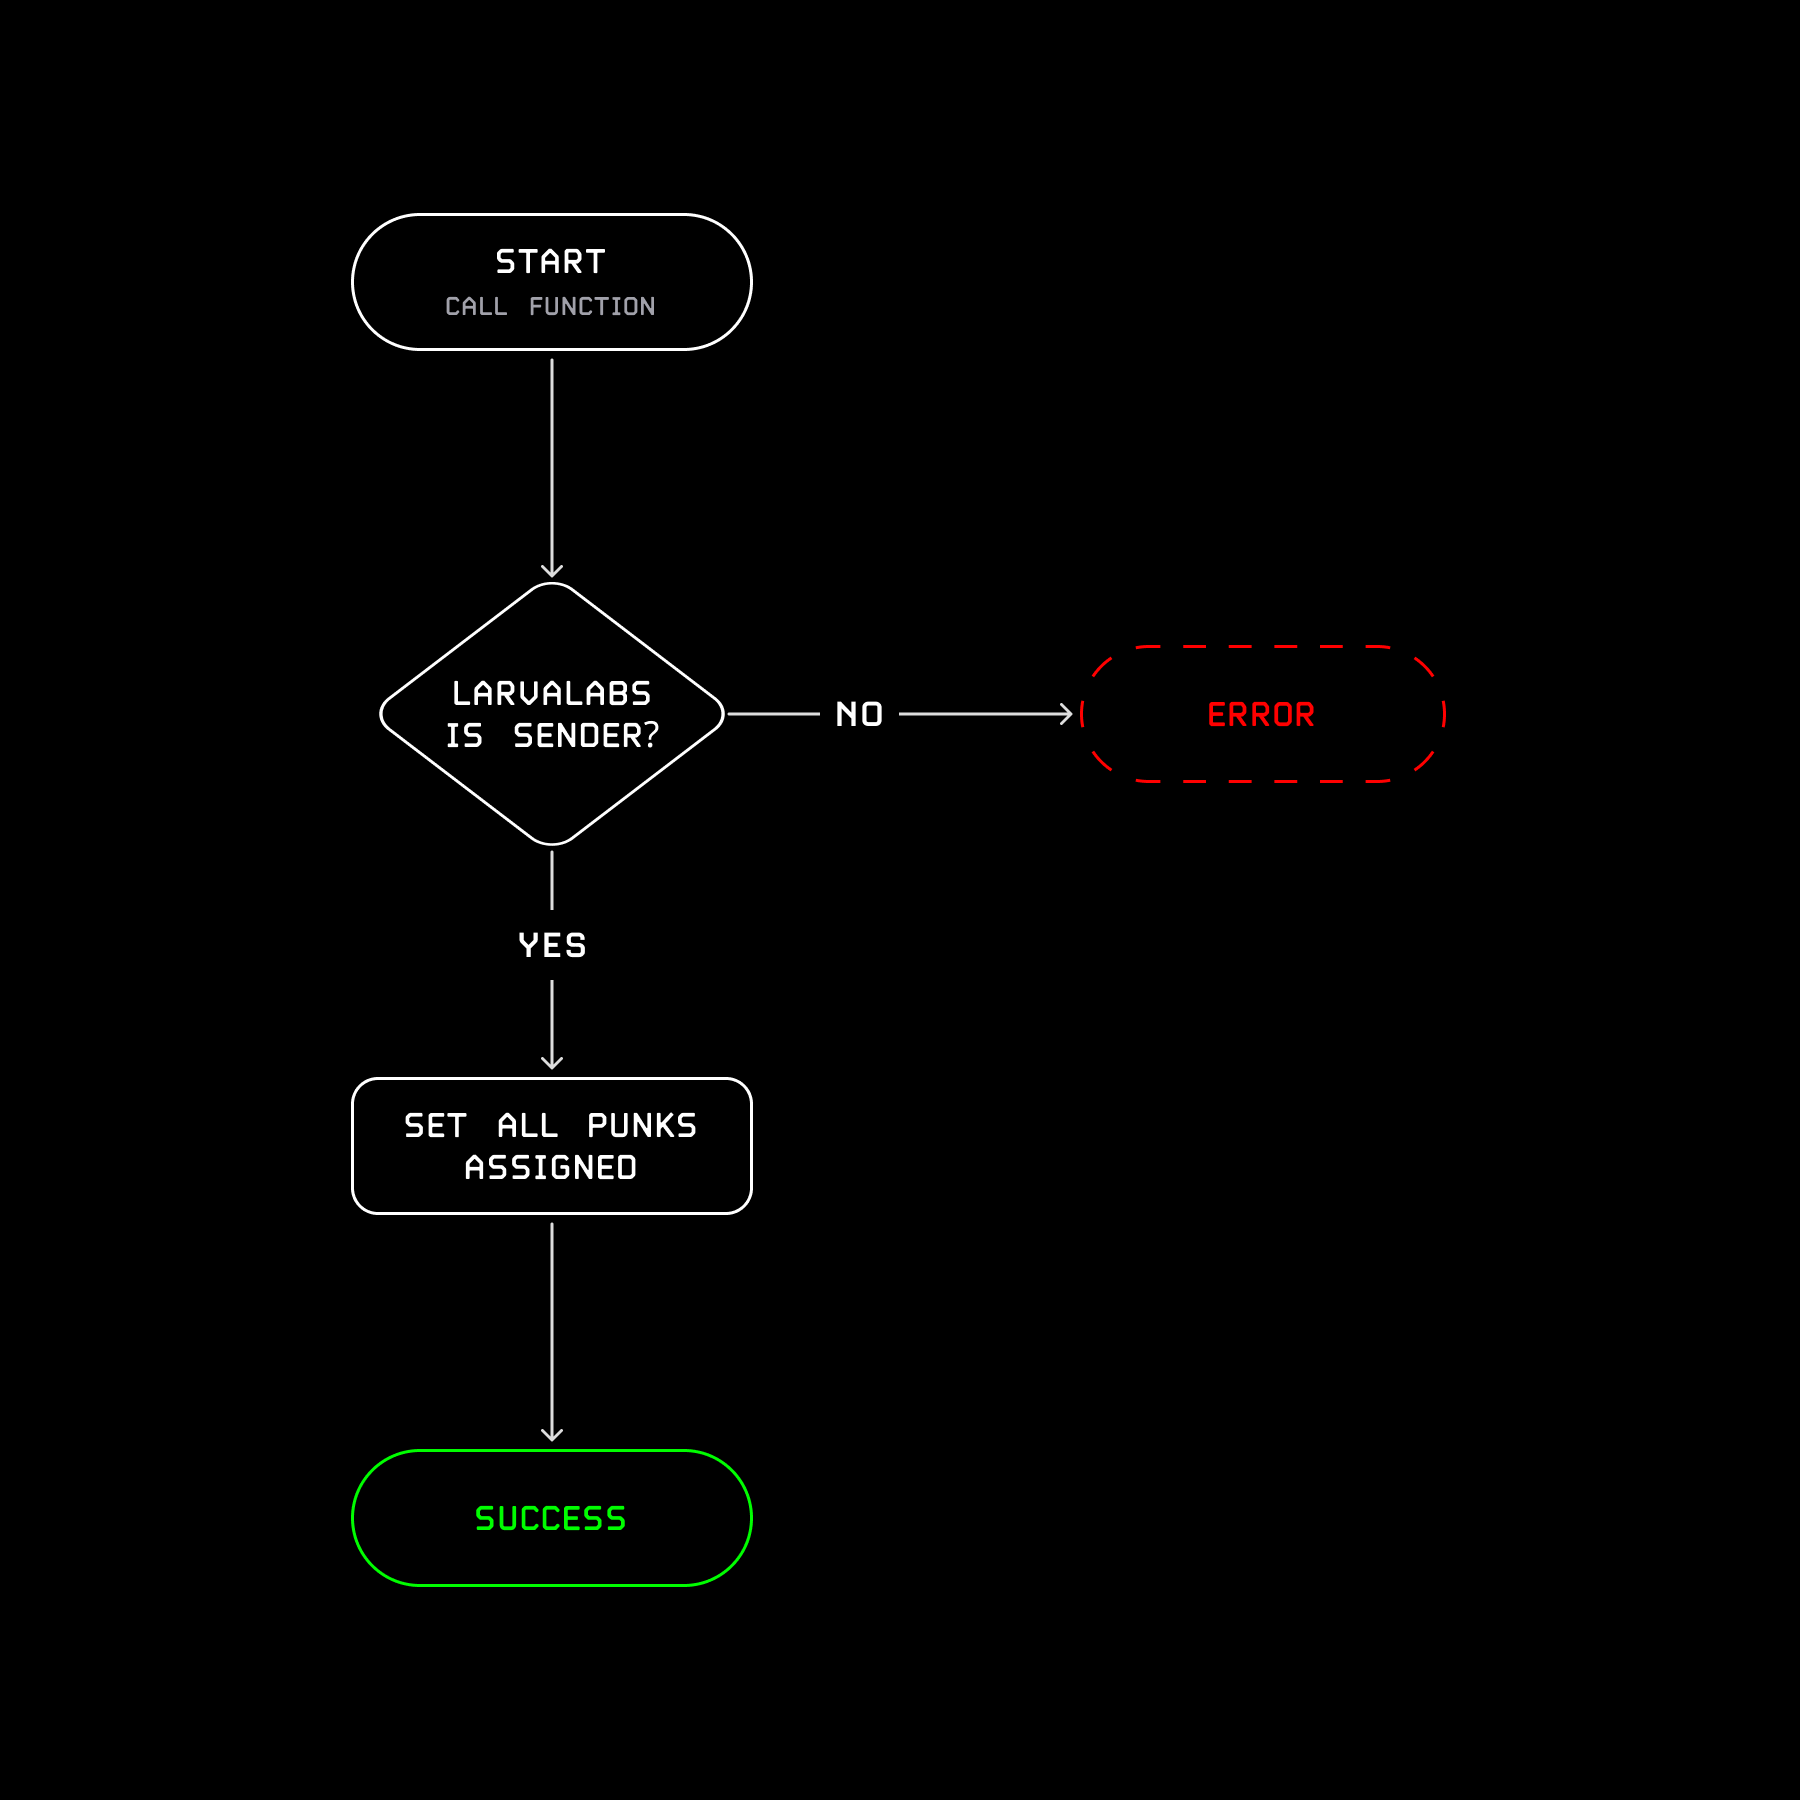 START
CALL FUNCTION
LARVALABS
IS SENDER?
NO
ERROR
YES
SET ALL PUNKS
ASSIGNED
SUCCESS